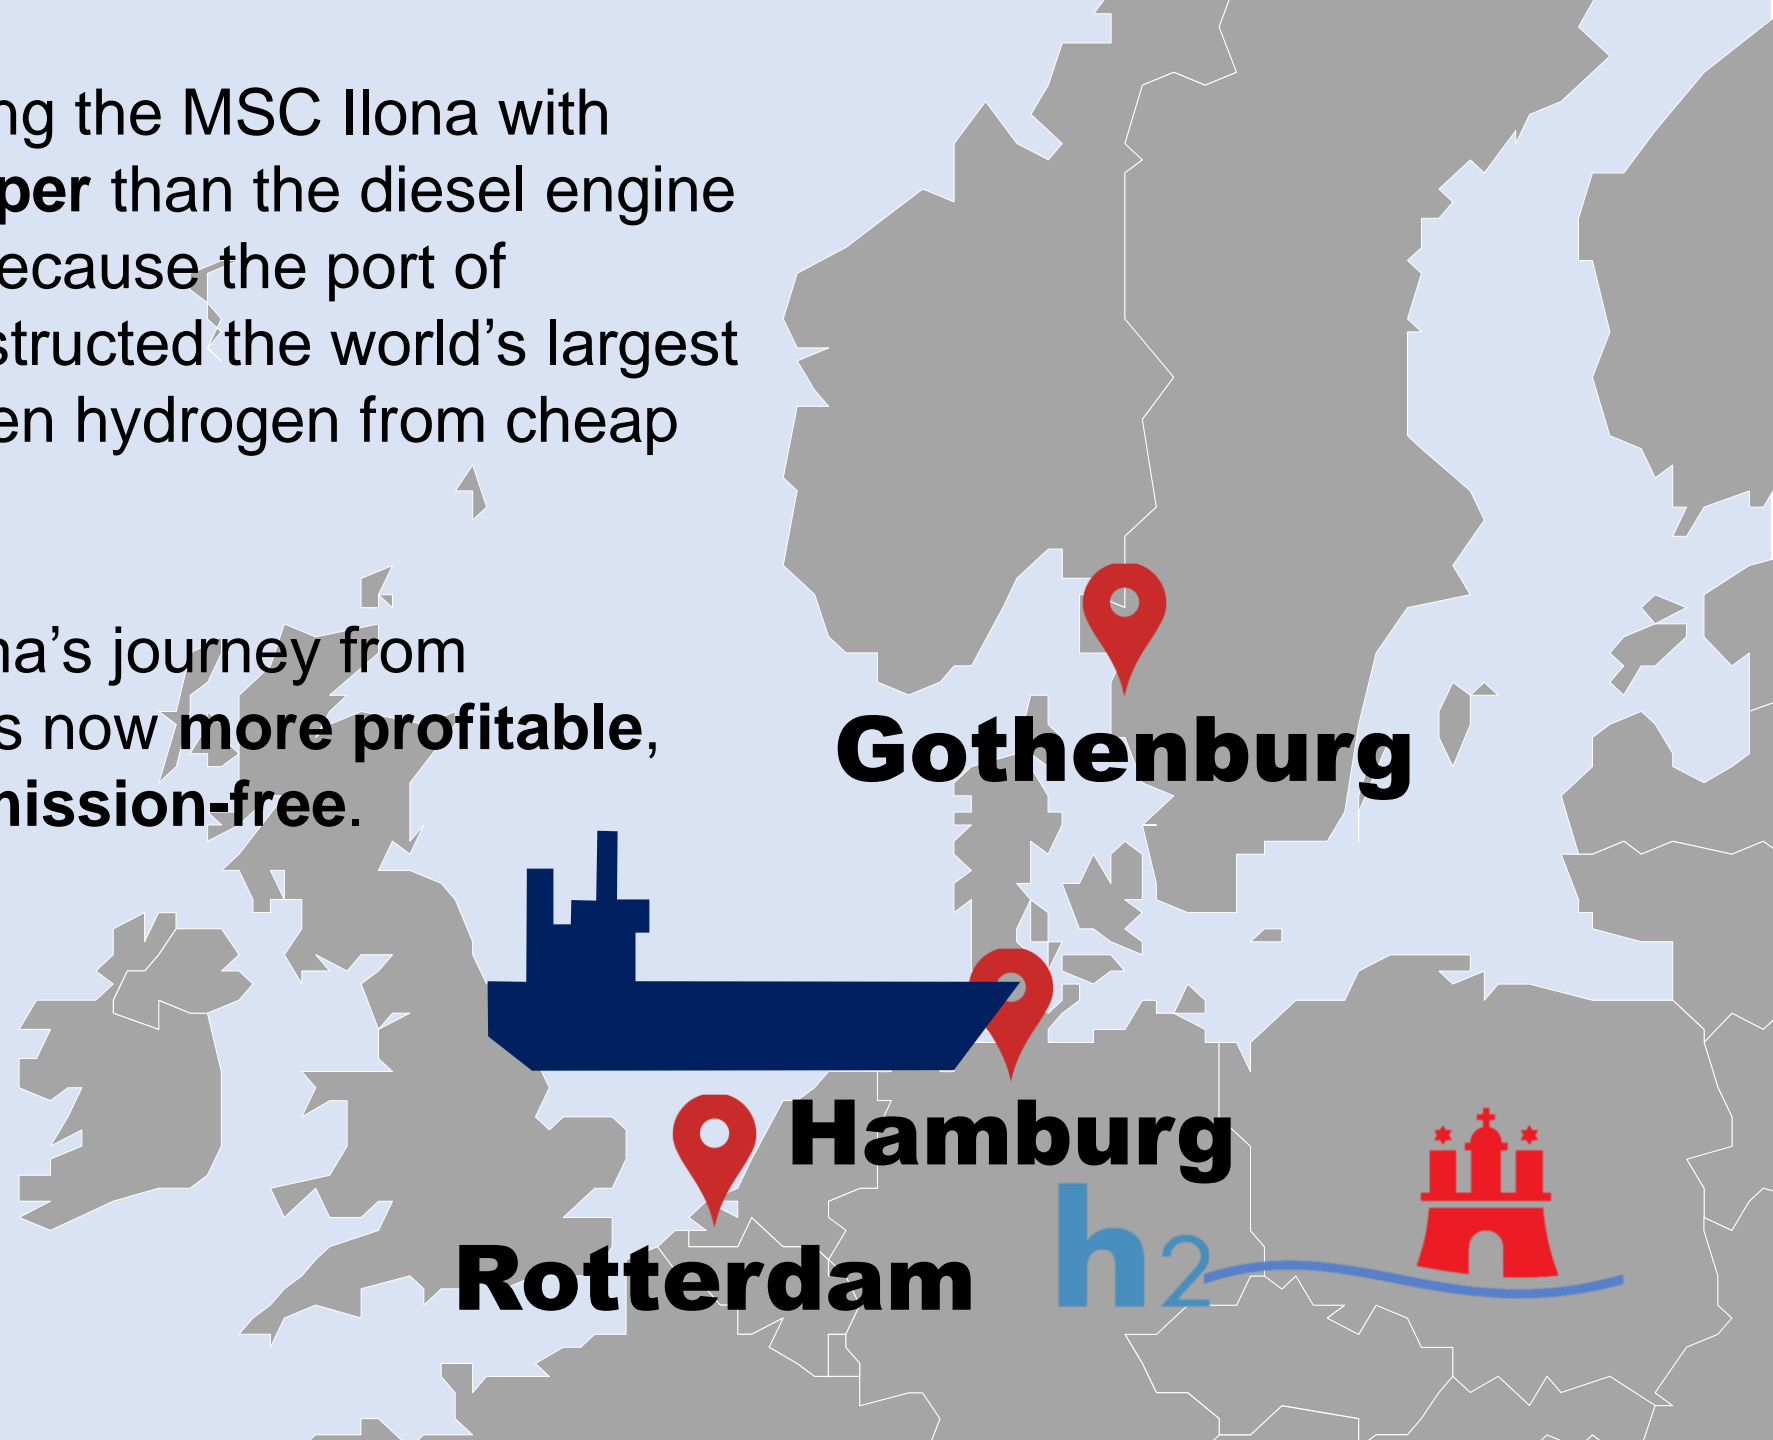 ng the MSC Ilona with
per than the diesel engine
ecause the port of
structed the world's largest
en hydrogen from cheap
na's journey from
s now more profitable,
nission-free.
Gothenburg
Hamburg
h2
Rotterdam